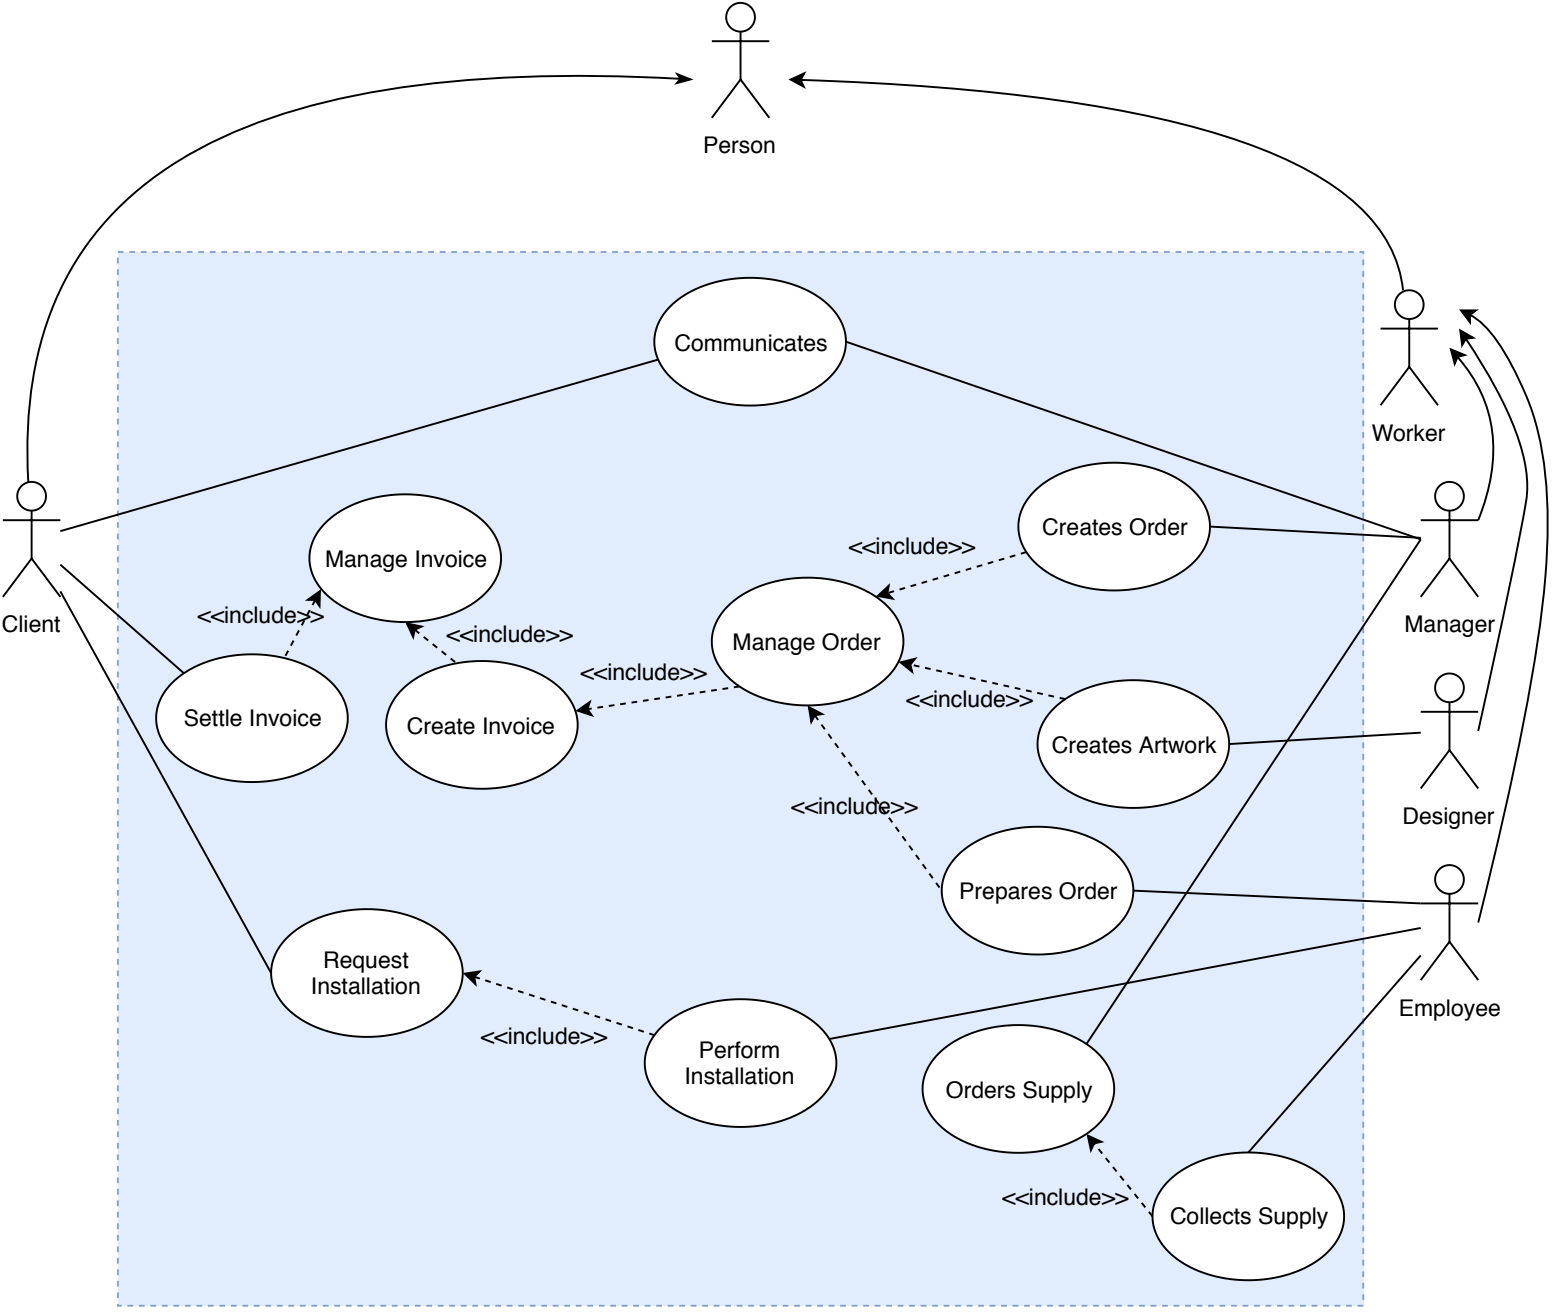 Person
Communicates
Worker
Creates Order
<<include>>
Manage Invoice
Client
<<include>>
<<include>>
Manage Order
Manager
<<include>>
<<include>>
Settle Invoice
Create Invoice
Creates Artwork
<<include>>
Designer
Prepares Order
Request
Installation
<<include>>
Perform
Installation
Employee
Orders Supply
<<include>>
Collects Supply